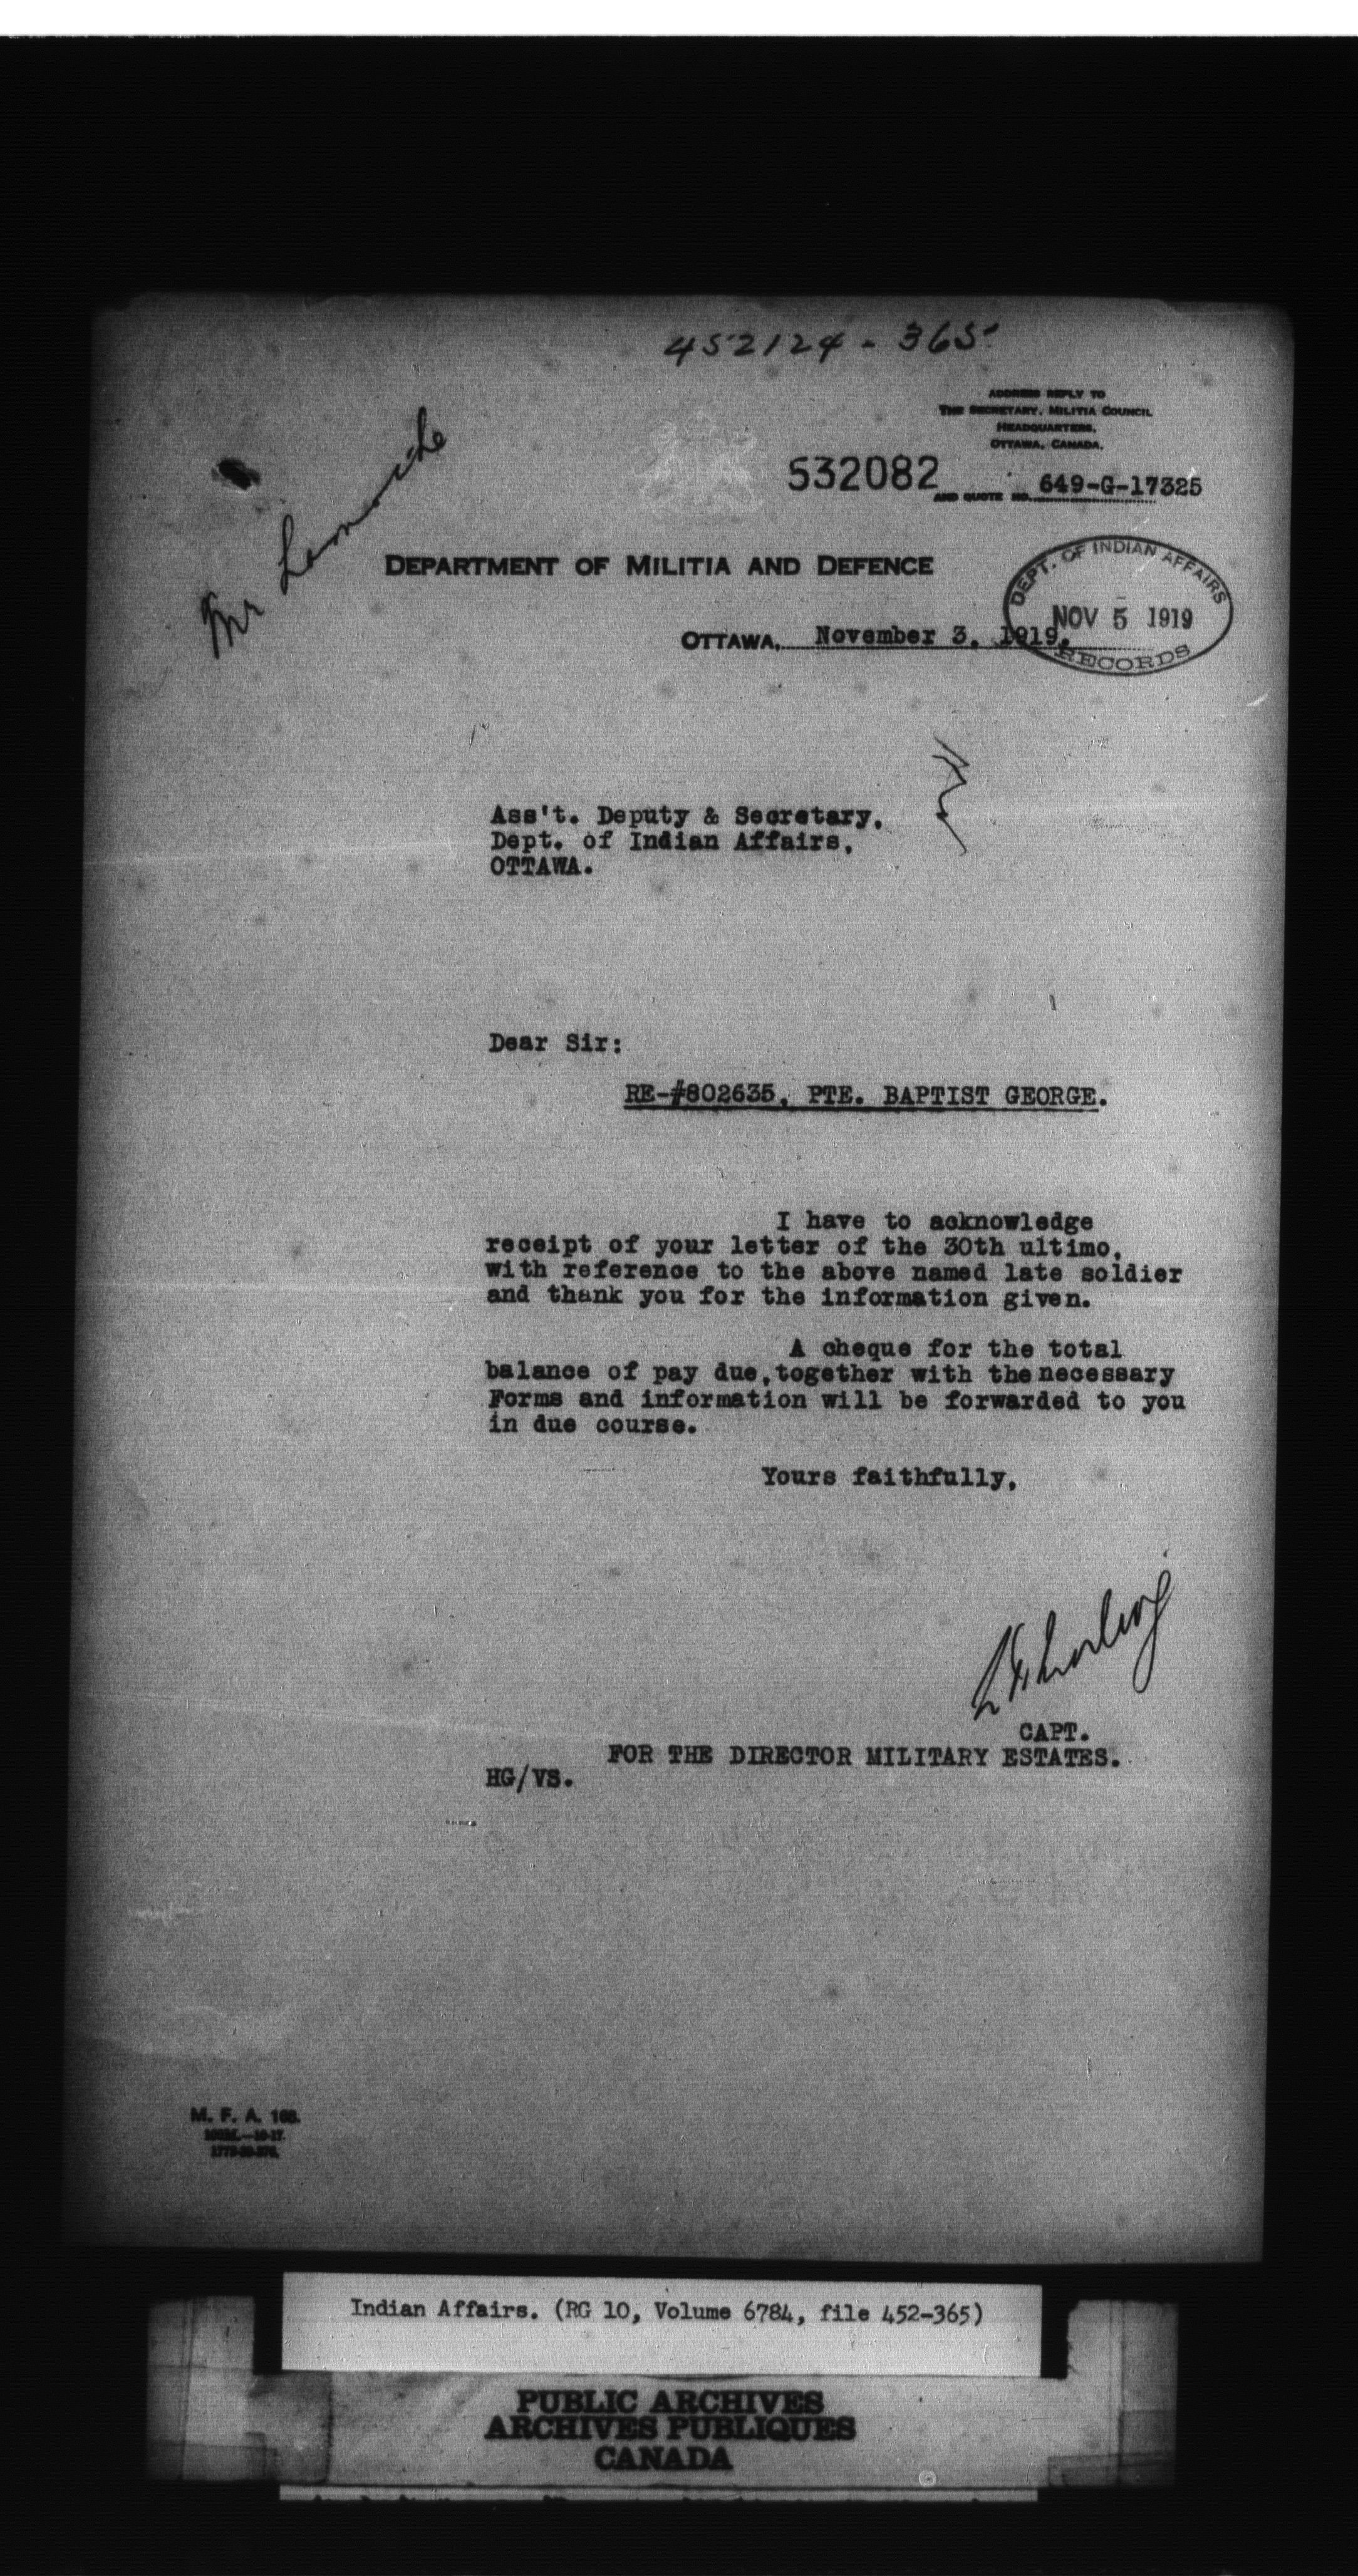 452124-365
ADDRESS REPLY TO
THE SECRETARY, MILITIA COUNCIL
HEADQUARTERS,
OTTAWA, CANADA.
532082
AND QUOTE NO. 649-G-17325
Mr
DEPARTMENT OF MILITIA AND DEFENCE
DEPT. OF INDIAN AFFAIRS
NOV 5 1919
RECORDS
OTTAWA, November 3, 1919.
Ass't. Deputy & Secretary,
Dept. of Indian Affairs,
OTTAWA.
Dear Sir:
RE-#802635, PTE. BAPTIST GEORGE.
I have to acknowledge
receipt of your letter of the 30th ultimo,
with reference to the above named late soldier
and thank you for the information given.
A cheque for the total
balance of pay due, together with the necessary
Forms and information will be forwarded to you
in due course.
Yours faithfully,
CAPT.
FOR THE DIRECTOR MILITARY ESTATES.
HG/VS.
M. F. A. 168.
Indian Affairs. (RG 10, Volume 6784, file 452-365)
PUBLIC ARCHIVES
ARCHIVES PUBLIQUES
CANADA